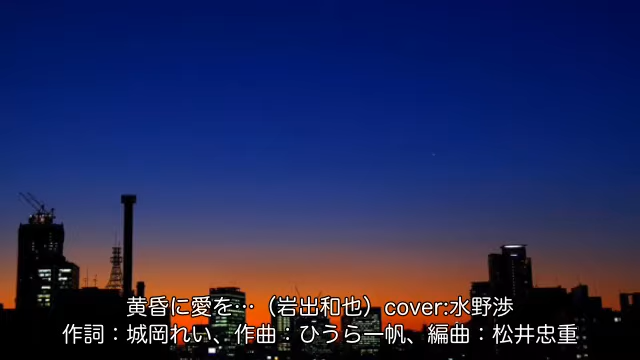 黄昏に愛を…（岩出和也）cover:水野渉
作詞：城岡れい、作曲：ひうら一帆、編曲：松井忠重